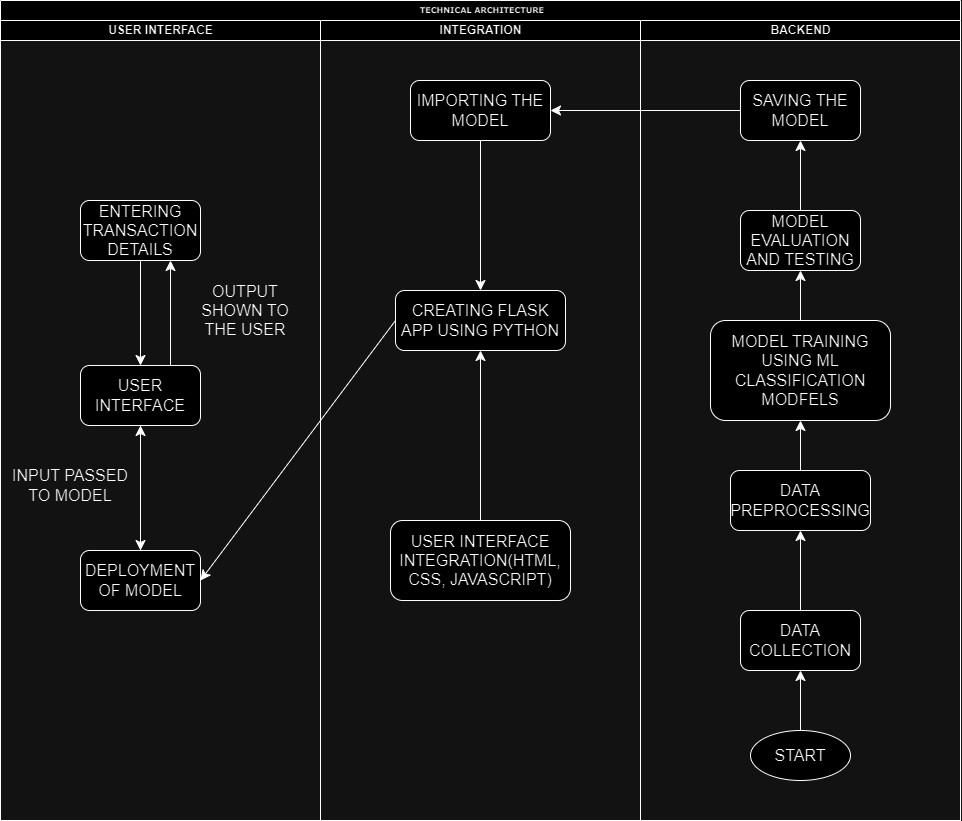 TECHNICAL ARCHITECTURE
USER INTERFACE
INTEGRATION
BACKEND
ENTERING
TRANSACTION
DETAILS
OUTPUT
SHOWN TO
THE USER
USER
INTERFACE
INPUT PASSED
TO MODEL
DEPLOYMENT
OF MODEL
IMPORTING THE
MODEL
CREATING FLASK
APP USING PYTHON
USER INTERFACE
INTEGRATION(HTML,
CSS, JAVASCRIPT)
SAVING THE
MODEL
MODEL
EVALUATION
AND TESTING
MODEL TRAINING
USING ML
CLASSIFICATION
MODFELS
DATA
PREPROCESSING
DATA
COLLECTION
START